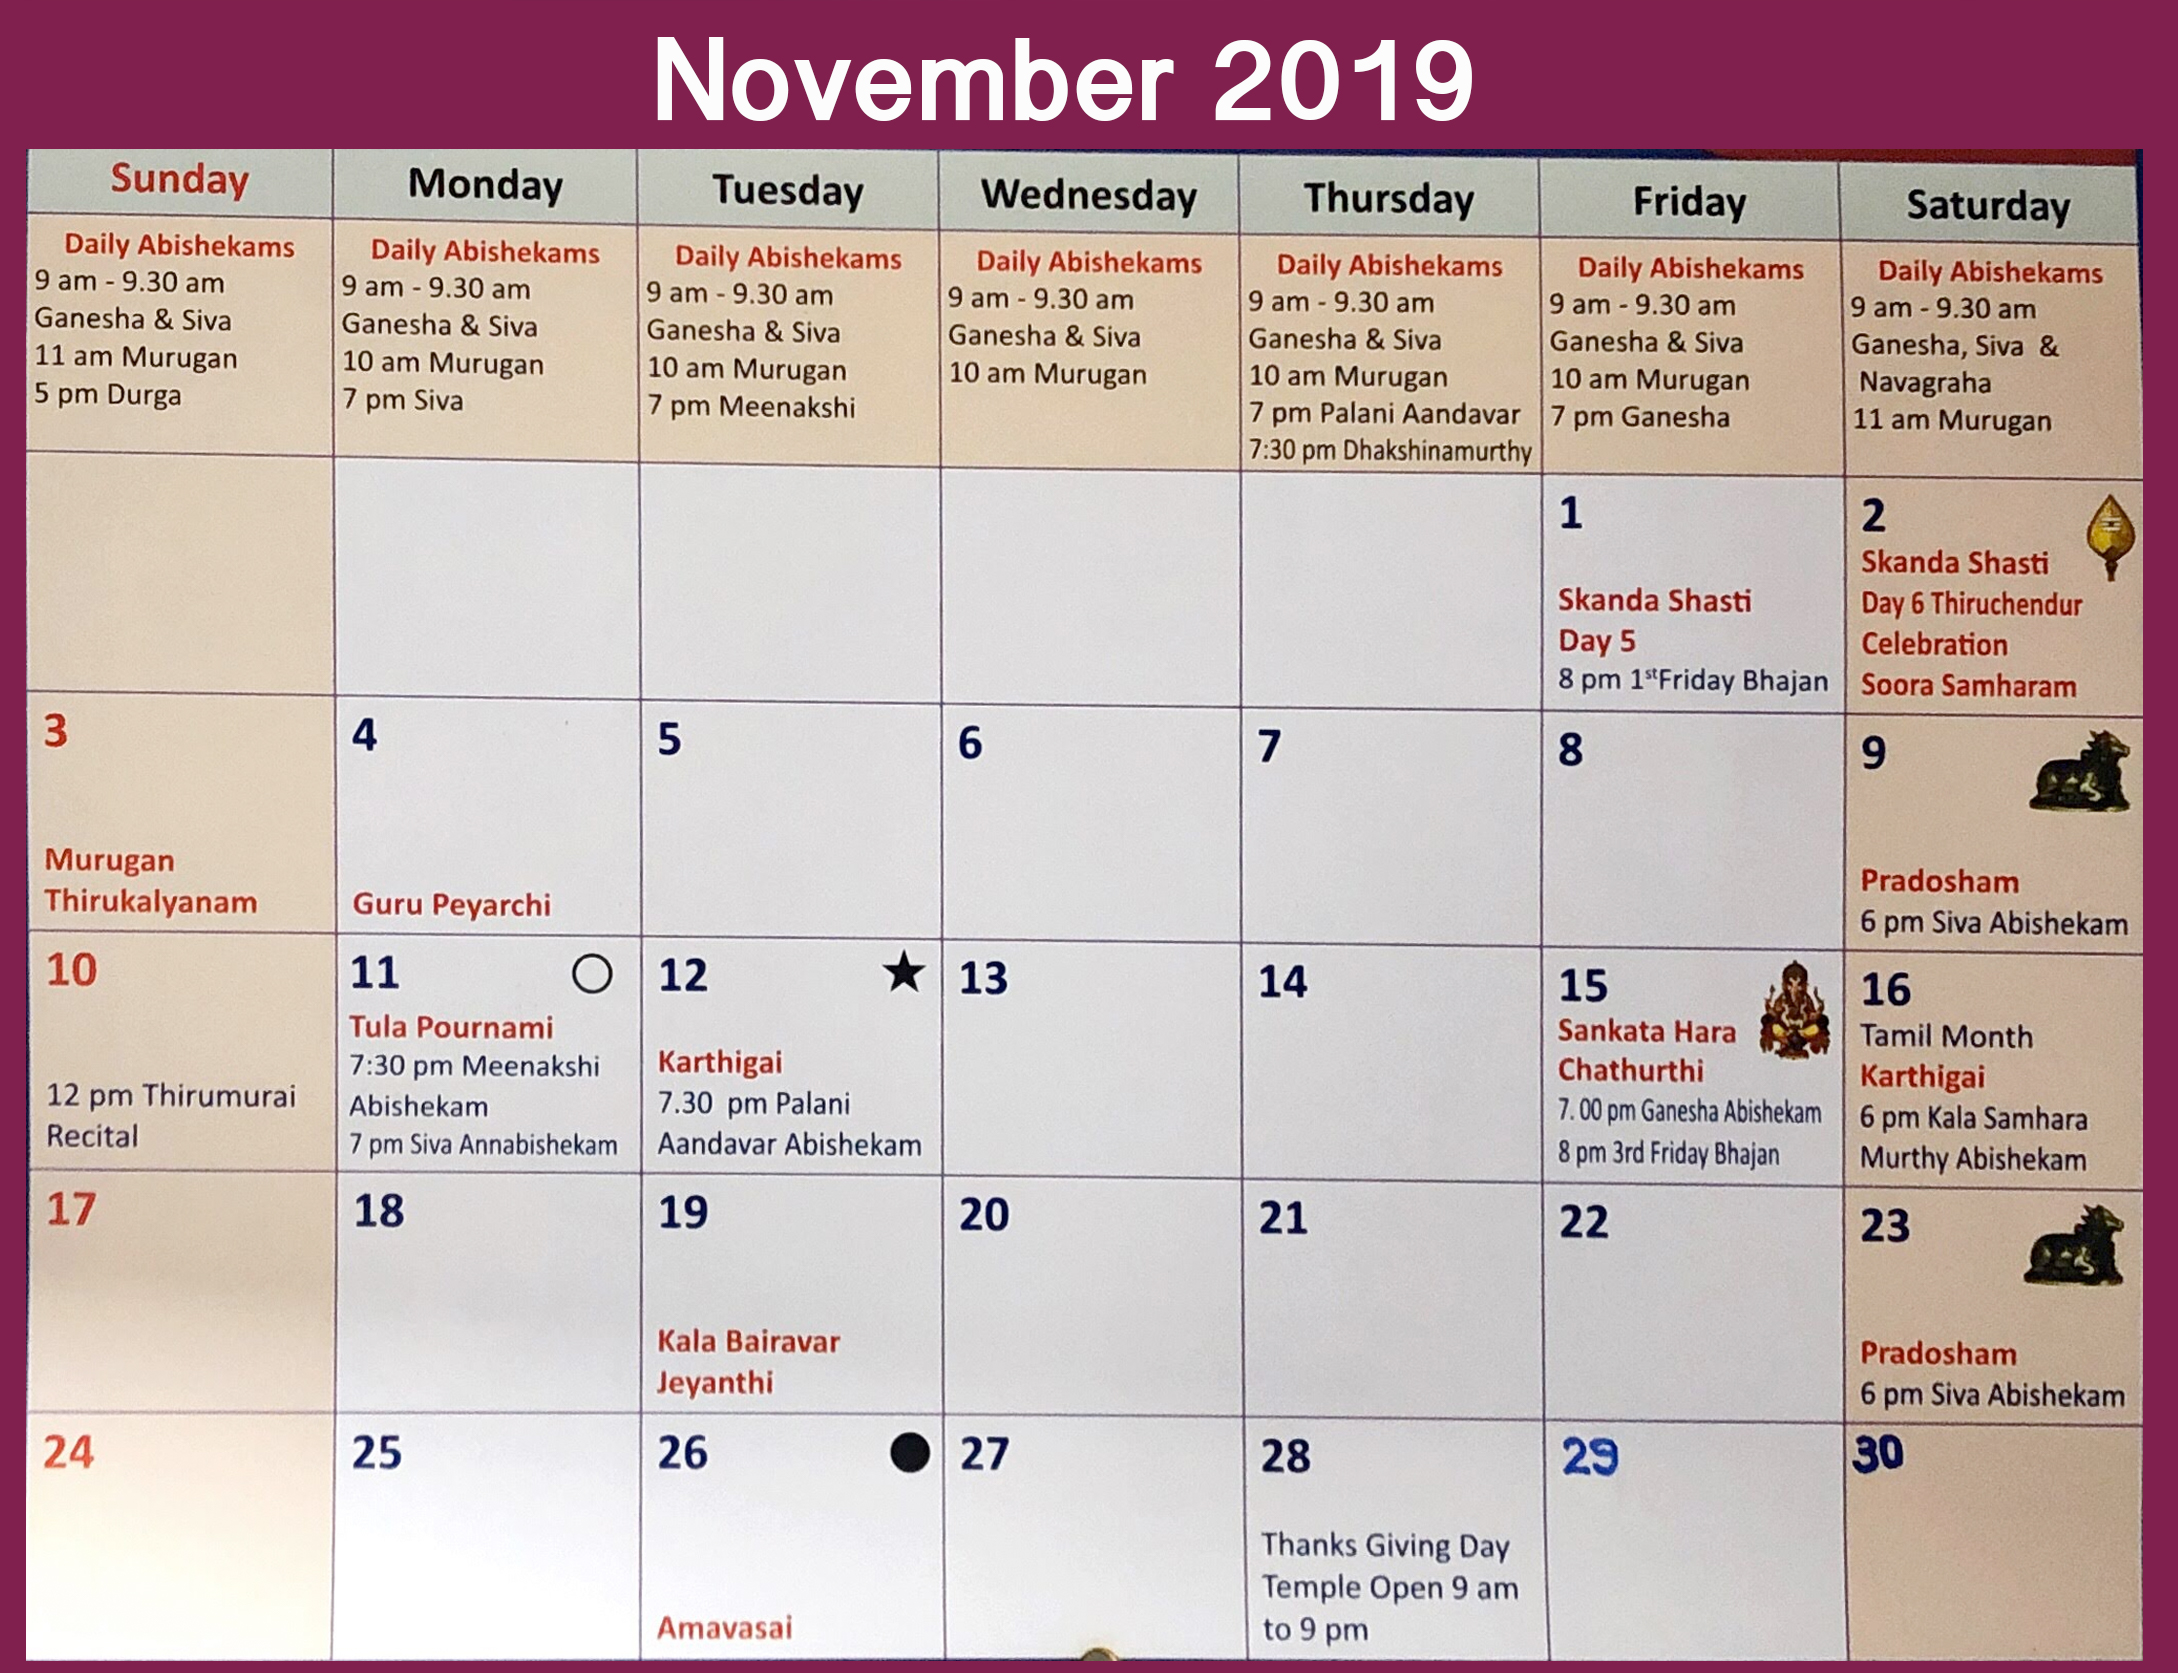 November 2019
Sunday
Monday
Tuesday
Wednesday
Thursday
Friday
Saturday
Daily Abishekams
9 am - 9.30 am
Ganesha & Siva
11 am Murugan
5 pm Durga
Daily Abishekams
9 am - 9.30 am
Ganesha & Siva
10 am Murugan
7 pm Siva
Daily Abishekams
9 am - 9.30 am
Ganesha & Siva
10 am Murugan
7 pm Meenakshi
Daily Abishekams
9 am - 9.30 am
Ganesha & Siva
10 am Murugan
Daily Abishekams
9 am - 9.30 am
Ganesha & Siva
10 am Murugan
7 pm Palani Aandavar
7:30 pm Dhakshinamurthy
Daily Abishekams
9 am - 9.30 am
Ganesha & Siva
10 am Murugan
7 pm Ganesha
Daily Abishekams
9 am - 9.30 am
Ganesha, Siva &
Navagraha
11 am Murugan
1
Skanda Shasti
Day 5
8 pm 1stFriday Bhajan
2
Skanda Shasti
Day 6 Thiruchendur
Celebration
Soora Samharam
3
Murugan
Thirukalyanam
4
Guru Peyarchi
5
6
7
8
9
Pradosham
6 pm Siva Abishekam
10
12 pm Thirumurai
Recital
11
Tula Pournami
7:30 pm Meenakshi
Abishekam
7 pm Siva Annabishekam
12
Karthigai
7.30 pm Palani
Aandavar Abishekam
13
14
15
Sankata Hara
Chathurthi
7. 00 pm Ganesha Abishekam
8 pm 3rd Friday Bhajan
16
Tamil Month
Karthigai
6 pm Kala Samhara
Murthy Abishekam
17
18
19
Kala Bairavar
Jeyanthi
20
21
22
23
Pradosham
6 pm Siva Abishekam
24
25
26
Amavasai
27
28
Thanks Giving Day
Temple Open 9 am
to 9 pm
29
30